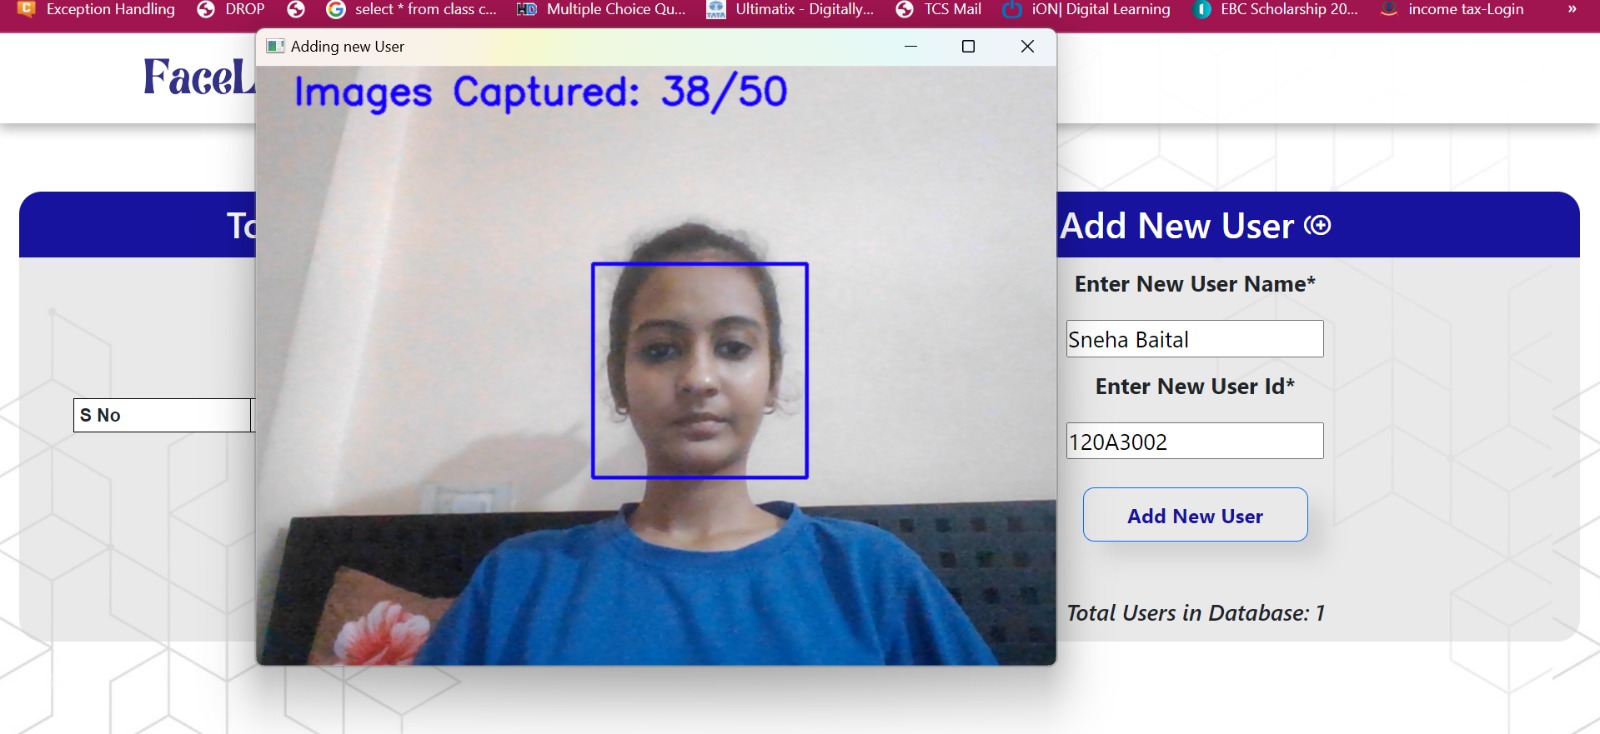 Exception Handling DROP select * from class c... Multiple Choice Qu... Ultimatix - Digitally... TCS Mail iON| Digital Learning EBC Scholarship 20... income tax-Login »
Adding new User
FaceL
Images Captured: 38/50
To
S No
Add New User
Enter New User Name*
Sneha Baital
Enter New User Id*
120A3002
Add New User
Total Users in Database: 1